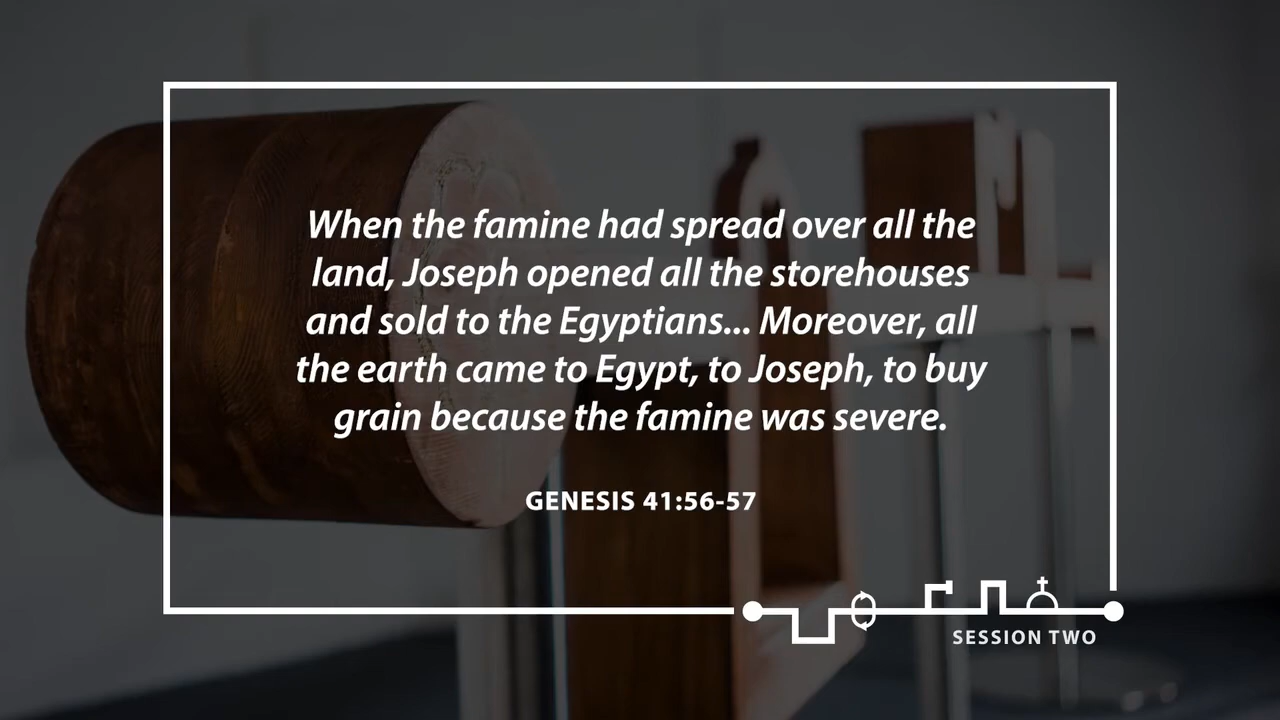 When the famine had spread over all the
land, Joseph opened all the storehouses
and sold to the Egyptians... Moreover, all
the earth came to Egypt, to Joseph, to buy
grain because the famine was severe.
GENESIS 41:56-57
SESSION TWO